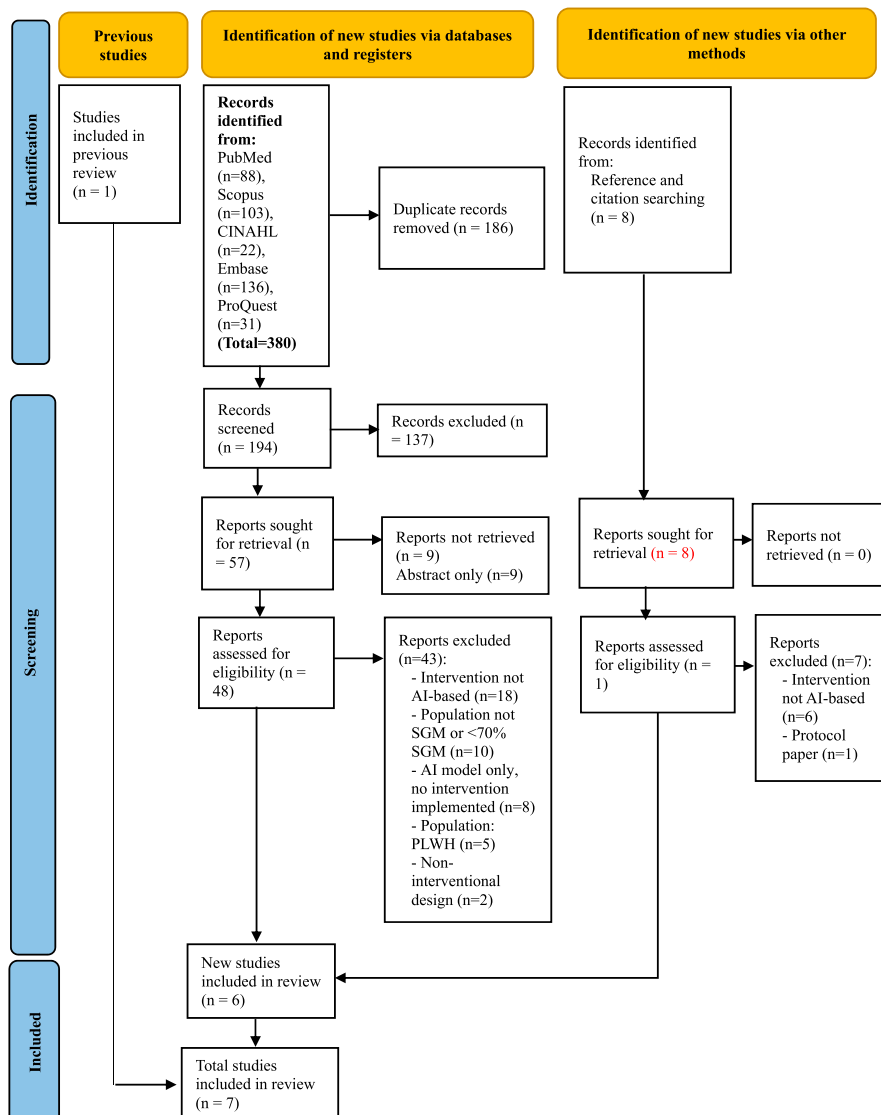 Previous
studies
Identification of new studies via databases
and registers
Identification of new studies via other
methods
Identification
Studies
included in
previous
review
(n = 1)
Records
identified
from:
PubMed
(n=88),
Scopus
(n=103),
CINAHL
(n=22),
Embase
(n=136),
ProQuest
(n=31)
(Total=380)
Duplicate records
removed (n = 186)
Records identified
from:
Reference and
citation searching
(n = 8)
Screening
Records
screened
(n = 194)
Records excluded (n
= 137)
Reports sought
for retrieval (n
= 57)
Reports not retrieved
(n = 9)
Abstract only (n=9)
Reports sought for
retrieval (n = 8)
Reports not
retrieved (n = 0)
Reports
assessed for
eligibility (n =
48)
Reports excluded
(n=43):
- Intervention not
AI-based (n=18)
- Population not
SGM or <70%
SGM (n=10)
- AI model only,
no intervention
implemented (n=8)
- Population:
PLWH (n=5)
- Non-
interventional
design (n=2)
Reports assessed
for eligibility (n =
1)
Reports
excluded (n=7):
- Intervention
not AI-based
(n=6)
- Protocol
paper (n=1)
Included
New studies
included in review
(n = 6)
Total studies
included in review
(n = 7)